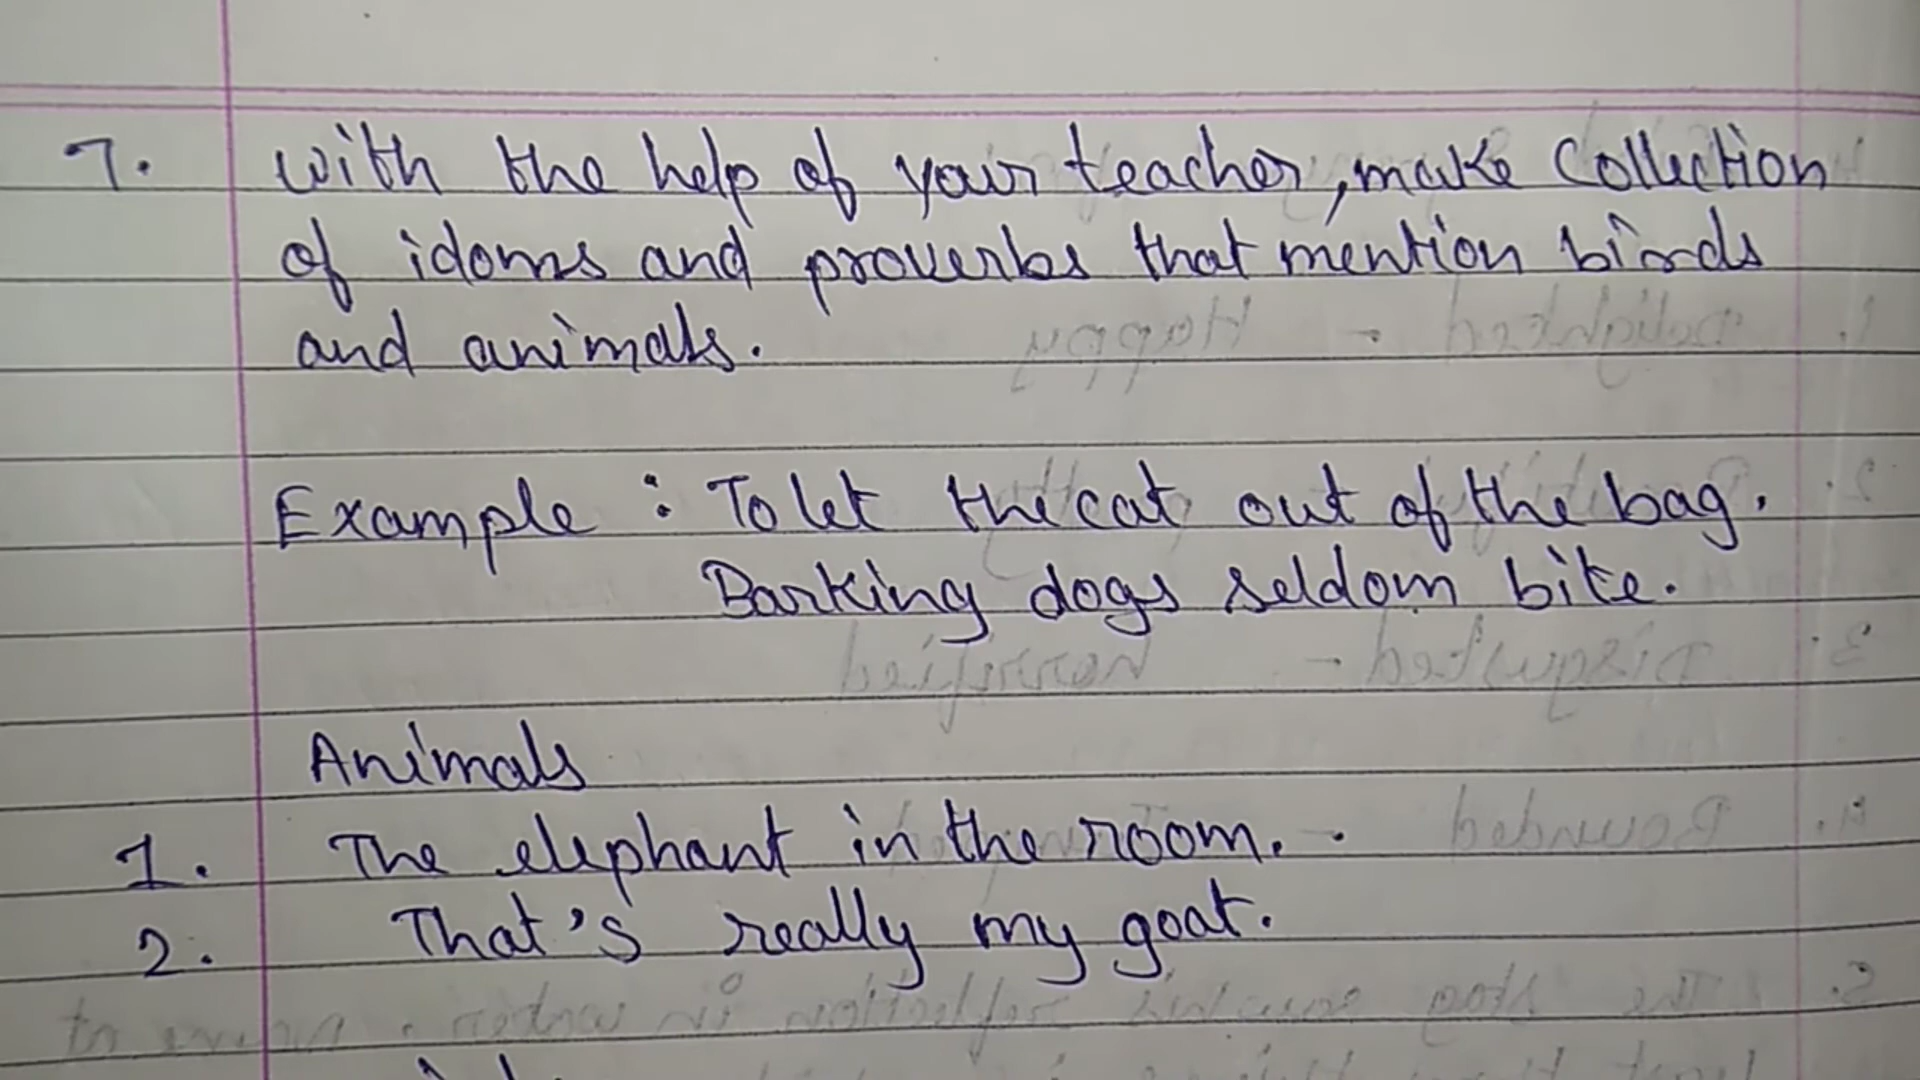 7. With the help of your teacher, make Collection
of idoms and proverbs that mention birds
and animals.
Example : To let the cat out of the bag.
Barking dogs seldom bite.
Animals
1. The elephant in the room.
2. That's really my goat.